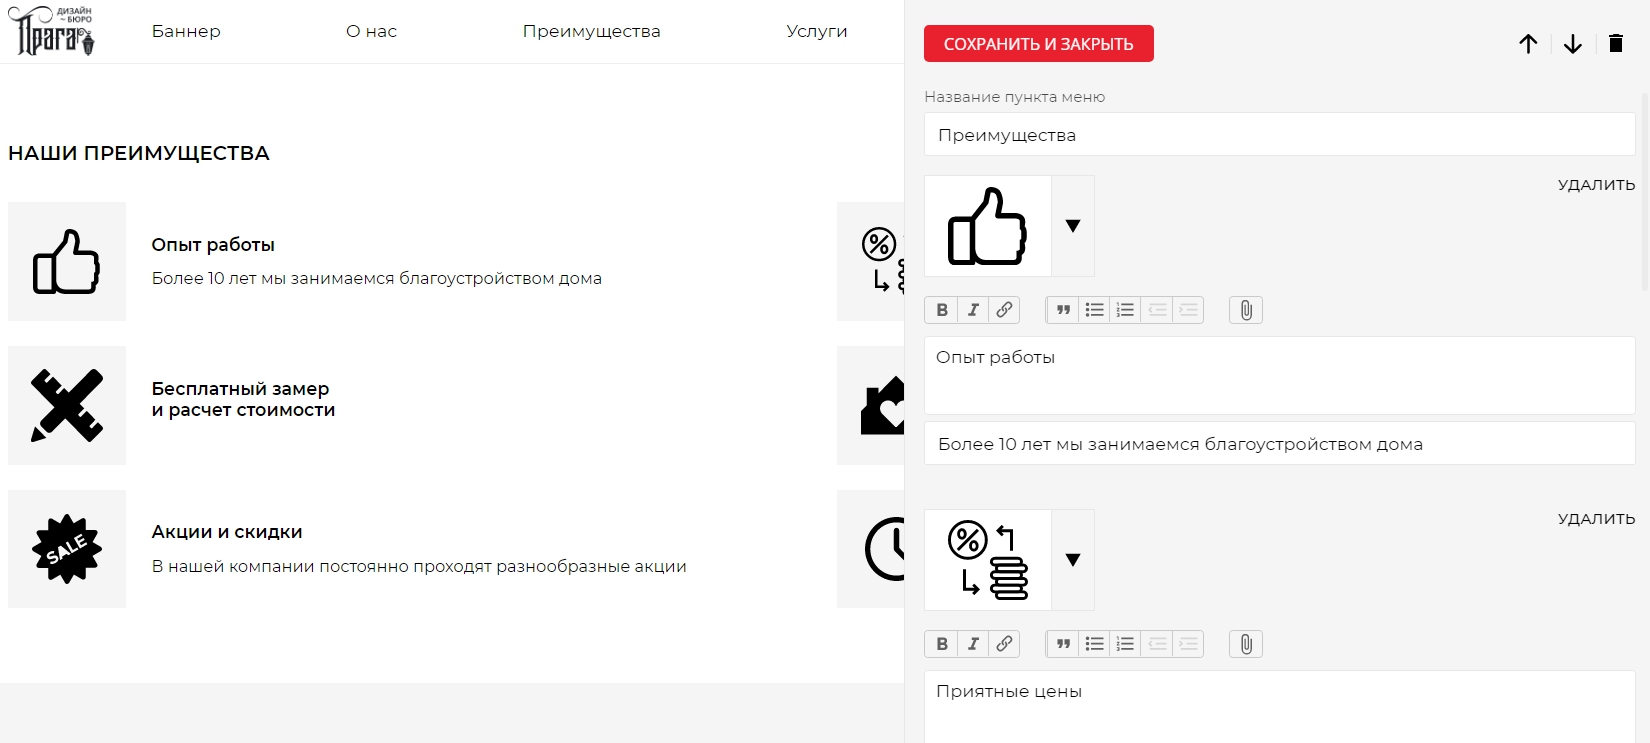 ДИЗАЙН
БЮРО
Прага
Баннер
О нас
Преимущества
Услуги
НАШИ ПРЕИМУЩЕСТВА
Опыт работы
Более 10 лет мы занимаемся благоустройством дома
%
Бесплатный замер
и расчет стоимости
SALE
Акции и скидки
В нашей компании постоянно проходят разнообразные акции
СОХРАНИТЬ И ЗАКРЫТЬ
Название пункта меню
Преимущества
УДАЛИТЬ
B I
Опыт работы
Более 10 лет мы занимаемся благоустройством дома
УДАЛИТЬ
%
B I
Приятные цены